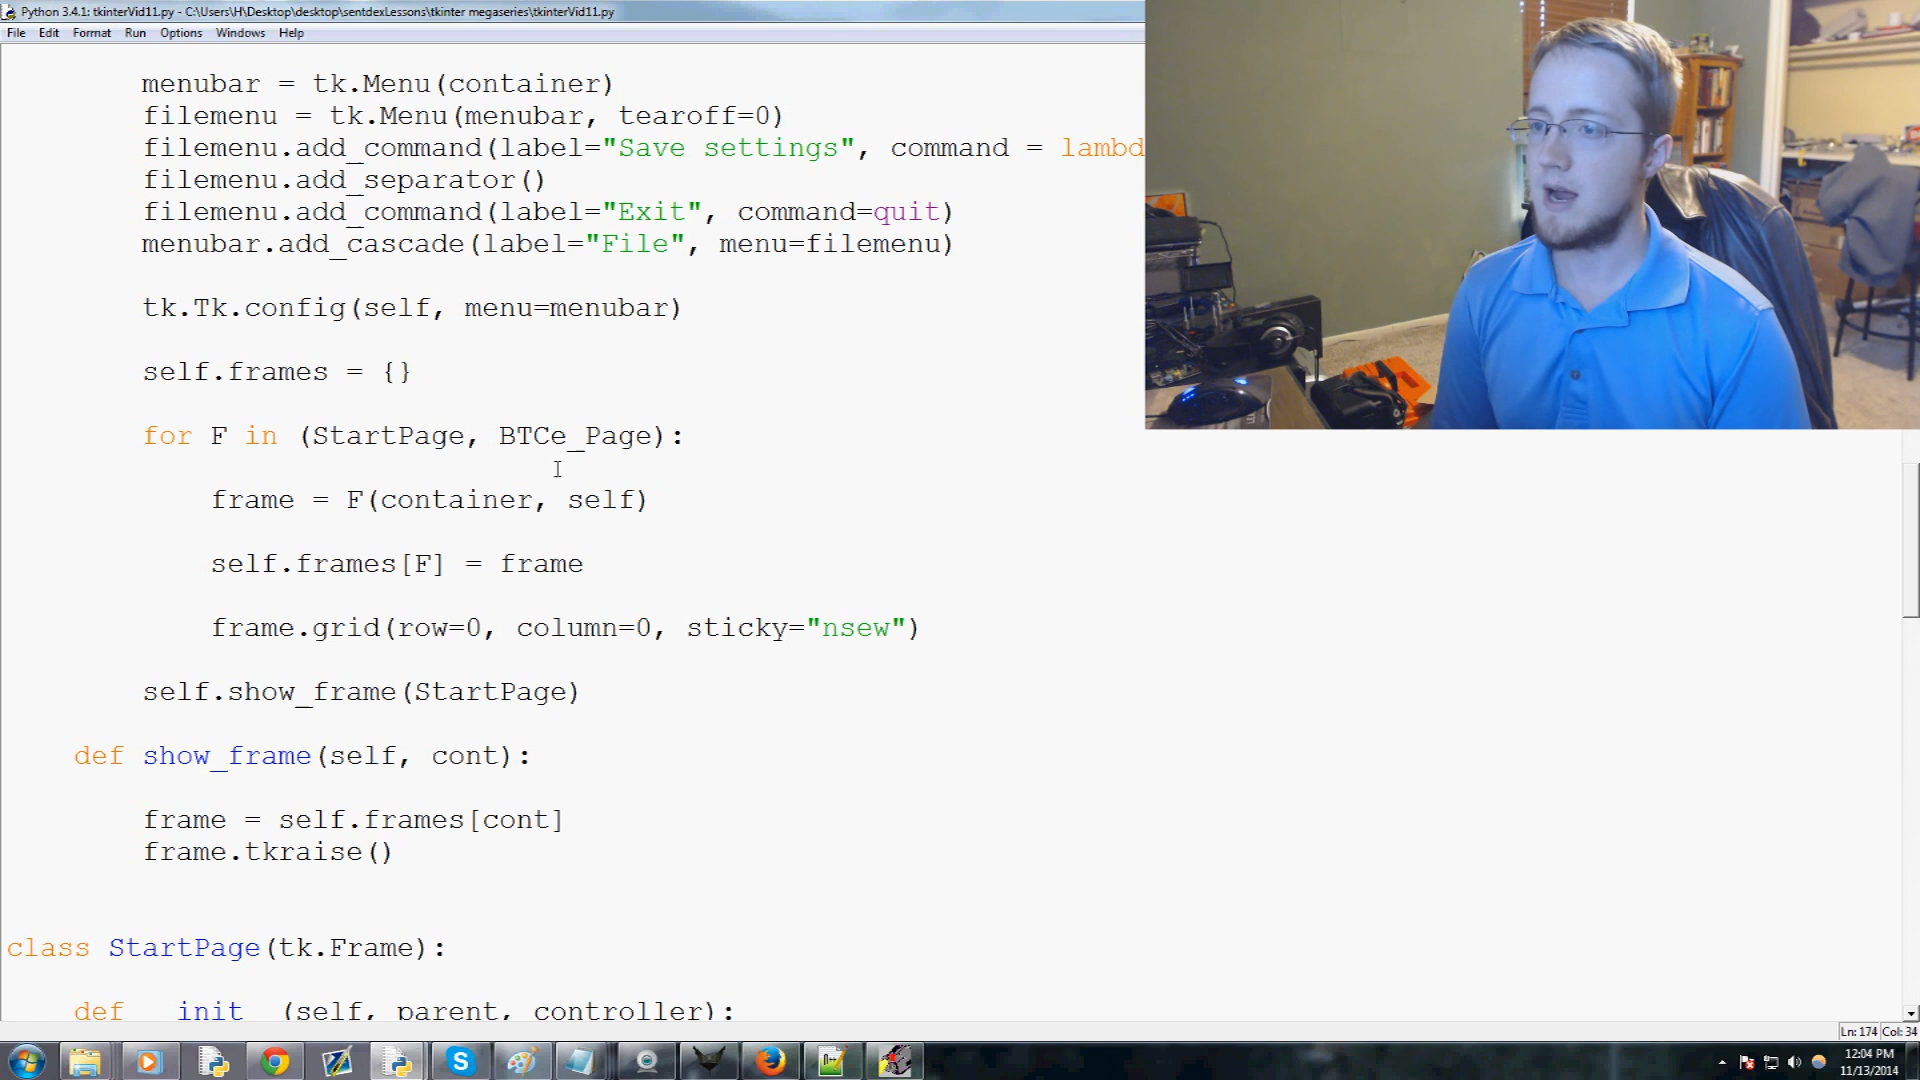 Python 3.4.1: tkinterVid11.py - C:\Users\H\Desktop\desktop\sentdexLessons\tkinter megaseries\tkinterVid11.py
File Edit Format Run Options Windows Help
menubar = tk.Menu(container)
filemenu = tk.Menu(menubar, tearoff=0)
filemenu.add_command(label="Save settings", command = lambd
filemenu.add_separator()
filemenu.add_command(label="Exit", command=quit)
menubar.add_cascade(label="File", menu=filemenu)
tk.Tk.config(self, menu=menubar)
self.frames = {}
for F in (StartPage, BTCe_Page):
frame = F(container, self)
self.frames[F] = frame
frame.grid(row=0, column=0, sticky="nsew")
self.show_frame(StartPage)
def show_frame(self, cont):
frame = self.frames[cont]
frame.tkraise()
class StartPage(tk.Frame):
def __init__(self, parent, controller):
Ln: 174 Col: 34
12:04 PM
11/13/2014